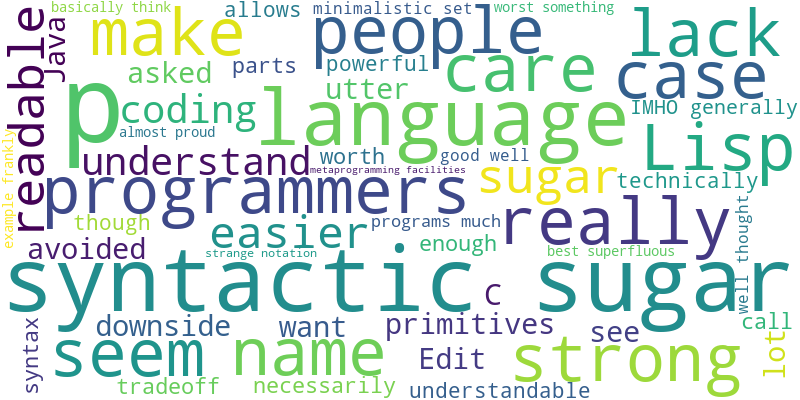 basically think
allows
minimalistic set
worst something
Java
make
people
lack
asked
parts
powerful
care
case
readable
p
coding
utter
language
IMHO generally
almost proud
Lisp
example frankly
understand
worth
good well
metaprogramming facilities
programmers
sugar
technically
though
easier
programs much
really
well thought
avoided
enough
strange notation
best superfluous
syntactic sugar
C
syntax
downside
want
primitives
see
call
seem
name
Edit
strong
lot
tradeoff
necessarily
understandable